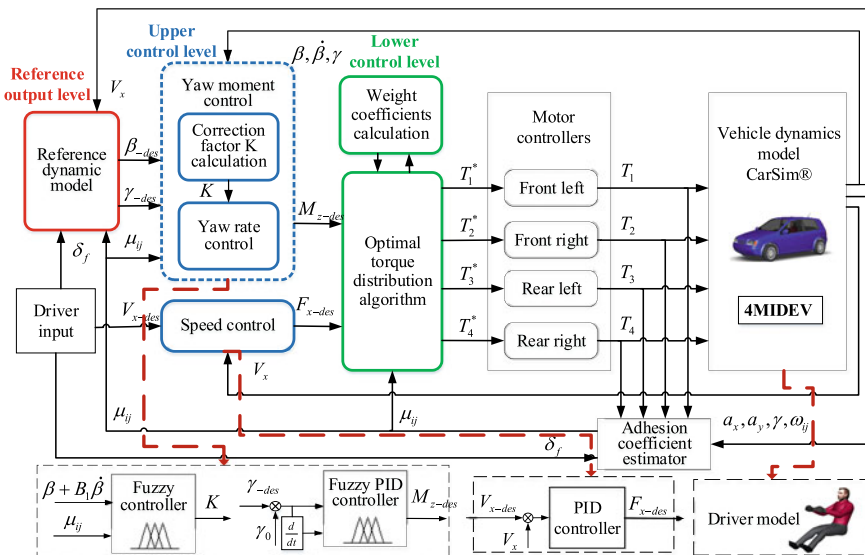 Upper
control level
β, β̇, γ
Lower
control level
Reference
output level
V_x
Yaw moment
control
Weight
coefficients
calculation
Motor
controllers
Vehicle dynamics
model
CarSim®
Correction
factor K
calculation
Reference
dynamic
model
β_-des
γ_-des
K
Yaw rate
control
M_z-des
T_1^*
Front left
T_1
T_2^*
Front right
T_2
Optimal
torque
distribution
algorithm
μ_ij
δ_f
T_3^*
Rear left
T_3
Driver
input
V_x-des
Speed control
F_x-des
T_4^*
Rear right
T_4
4MIDEV
V_x
μ_ij
μ_ij
δ_f
Adhesion
coefficient
estimator
a_x, a_y, γ, ω_ij
β + B_1β̇
μ_ij
Fuzzy
controller
K
γ_-des
γ_0
d/dt
Fuzzy PID
controller
M_z-des
V_x-des
V_x
PID
controller
F_x-des
Driver model